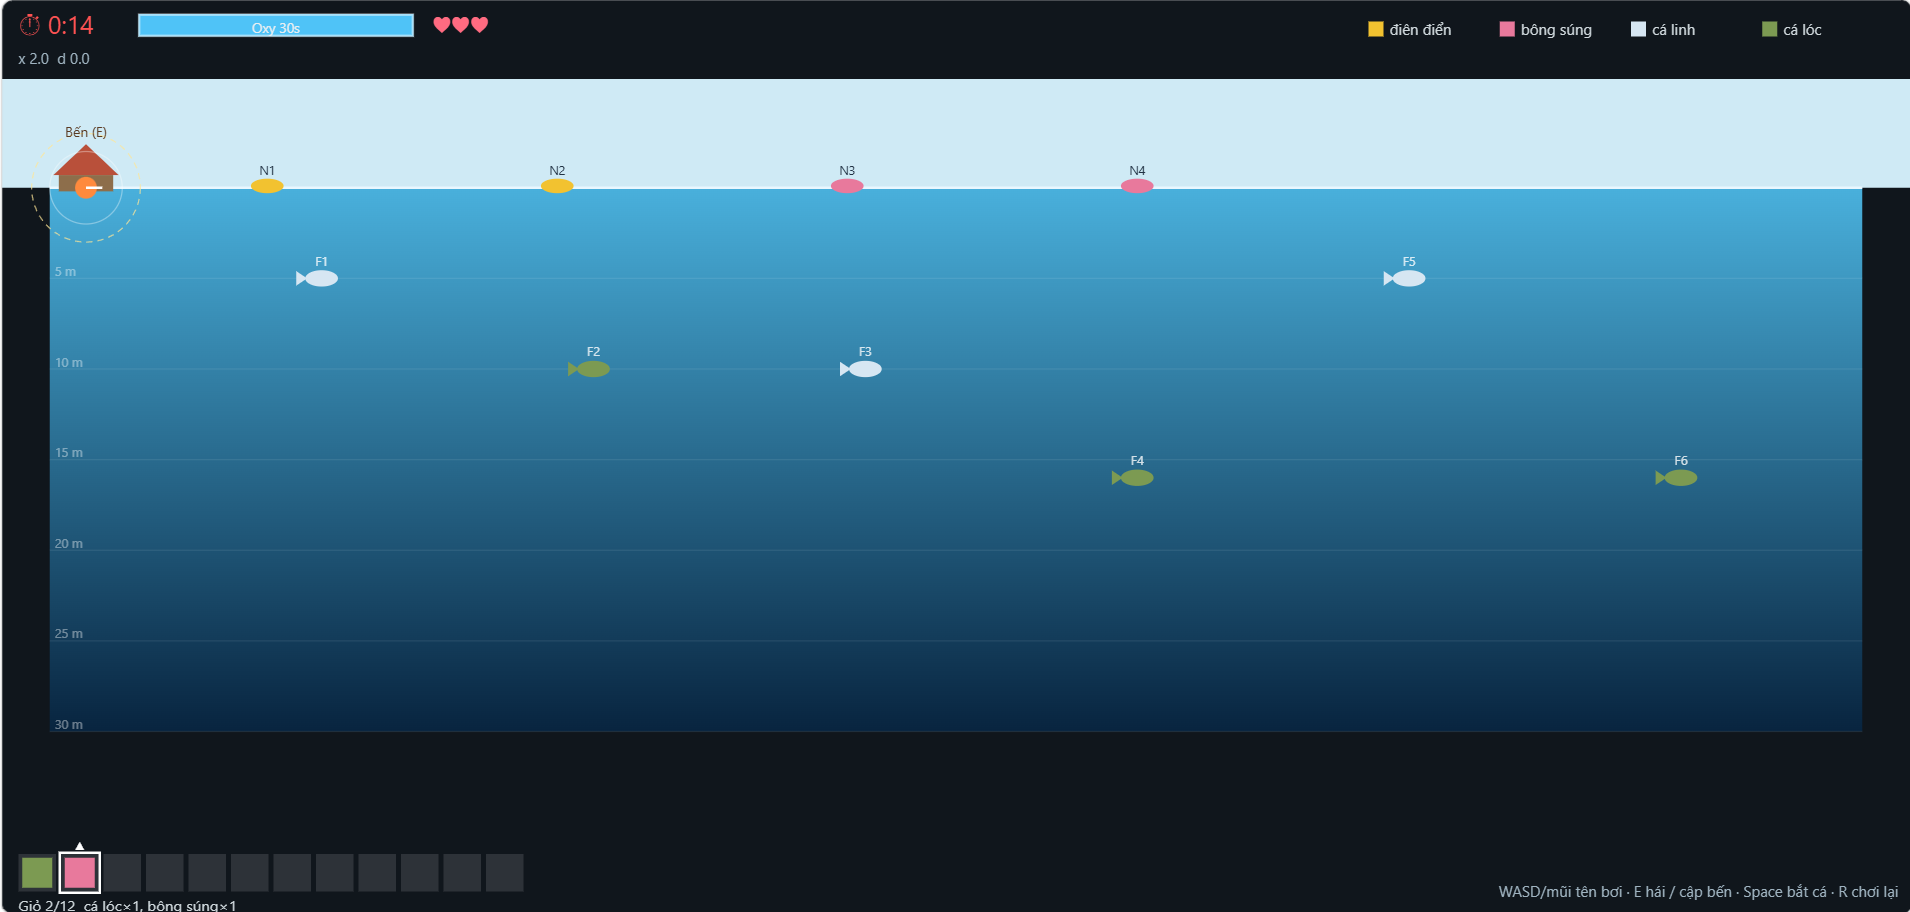 0:14
Oxy 30s
điên điển
bông súng
cá linh
cá lóc
x 2.0 d 0.0
Bến (E)
N1
N2
N3
N4
F1
F5
5 m
F2
F3
10 m
15 m
F4
F6
20 m
25 m
30 m
WASD/mũi tên bơi · E hái / cập bến · Space bắt cá · R chơi lại
Giỏ 2/12 cá lóc×1, bông súng×1